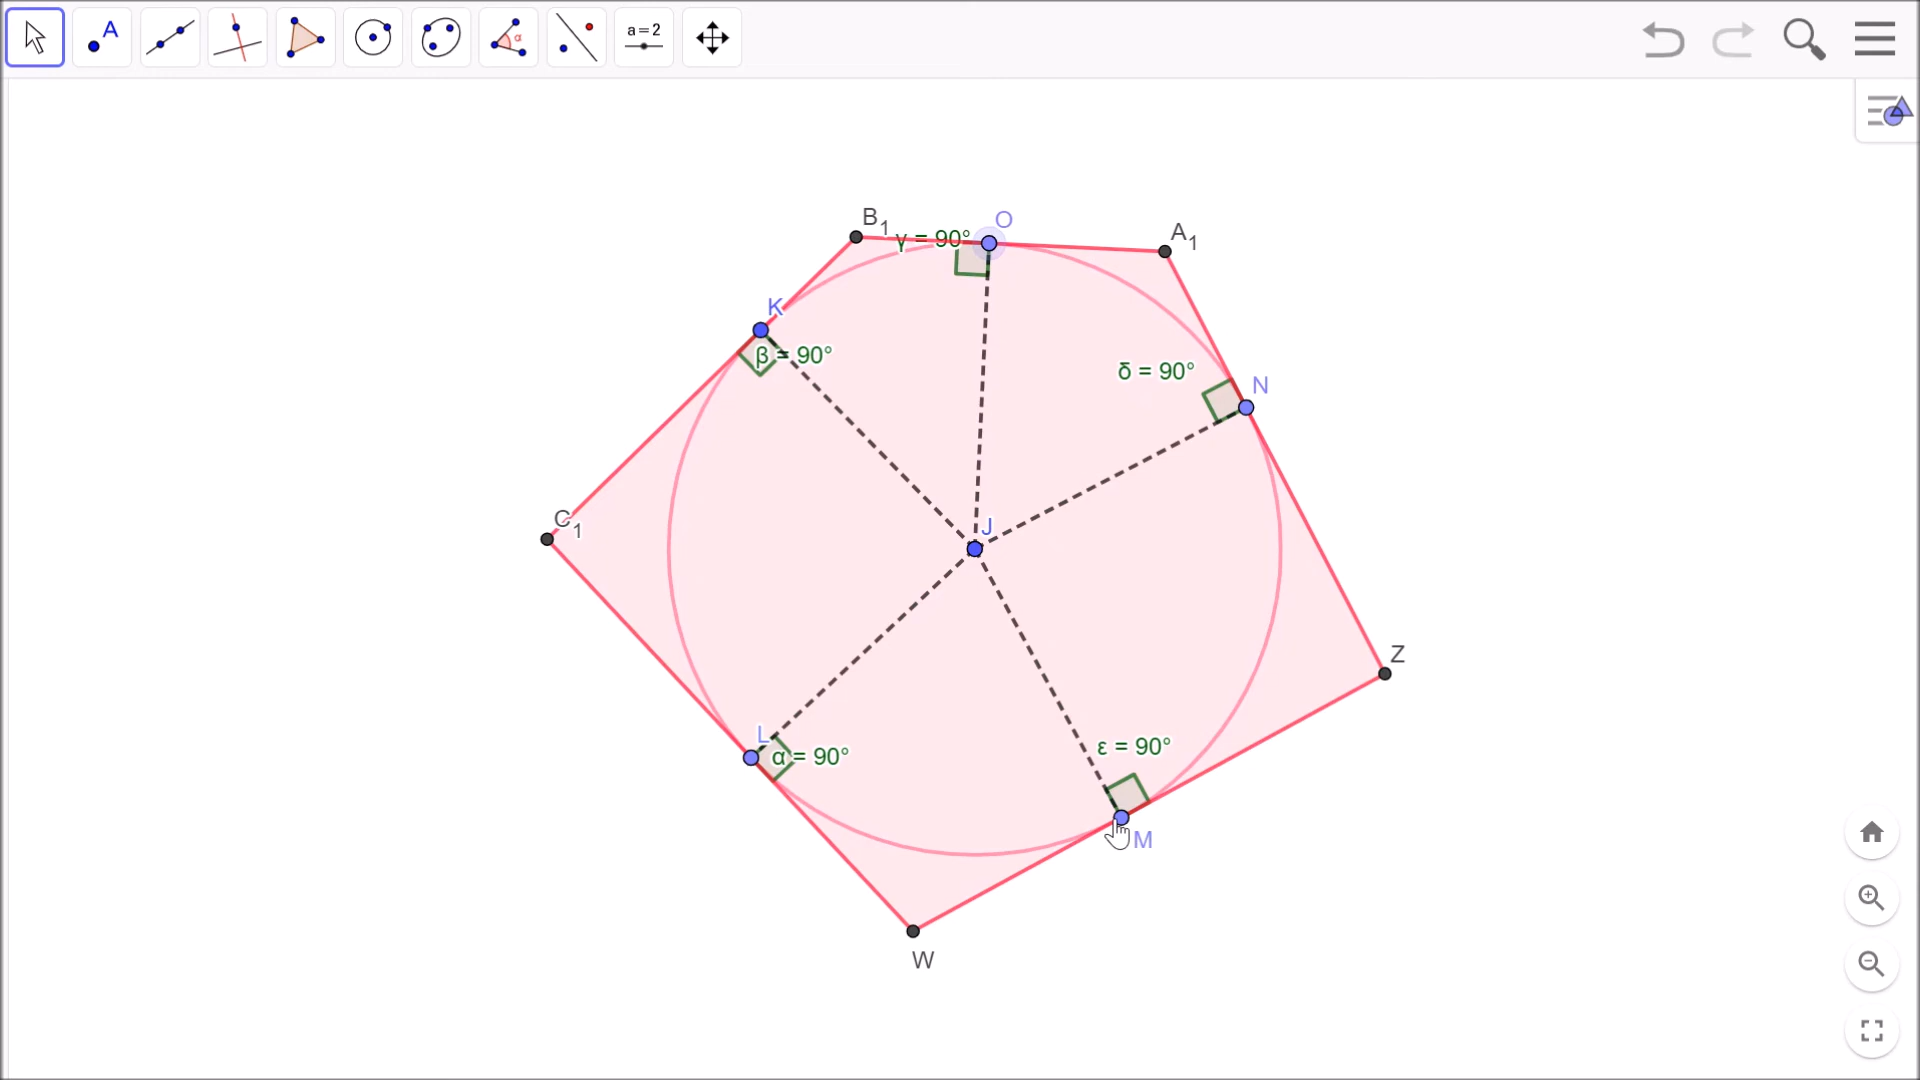 A
α
a=2
B₁
O
A₁
γ = 90°
K
β = 90°
δ = 90°
N
C₁
J
Z
L
α = 90°
ε = 90°
M
W